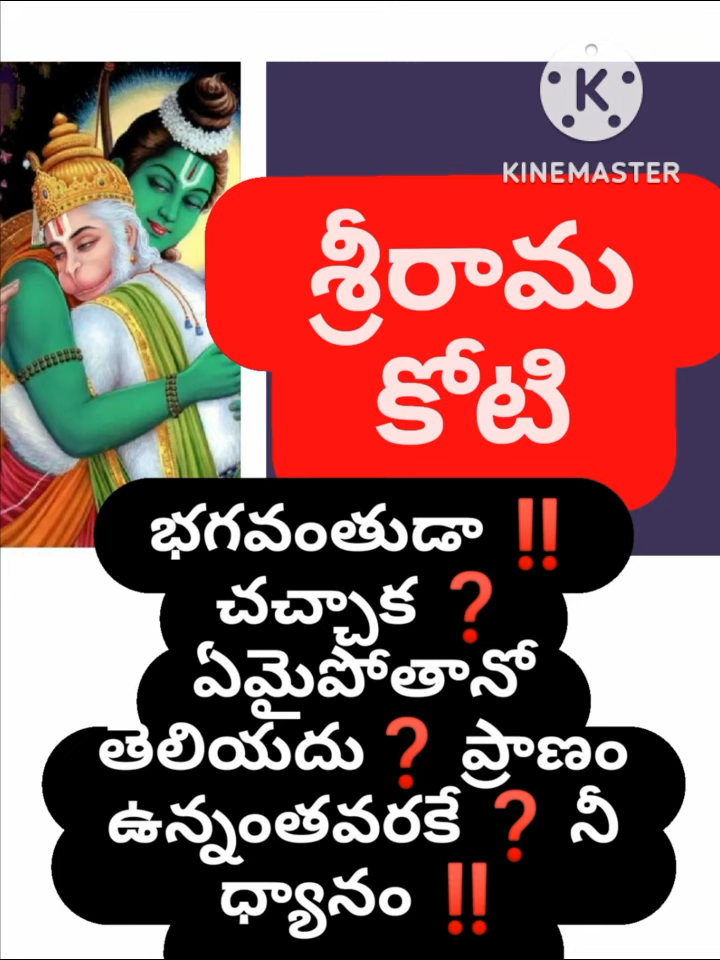 KINEMASTER
శ్రీరామ
కోటి
భగవంతుడా ‼️
చచ్చాక ❓
ఏమైపోతానో
తెలియదు ❓ ప్రాణం
ఉన్నంతవరకే ❓ నీ
ధ్యానం ‼️